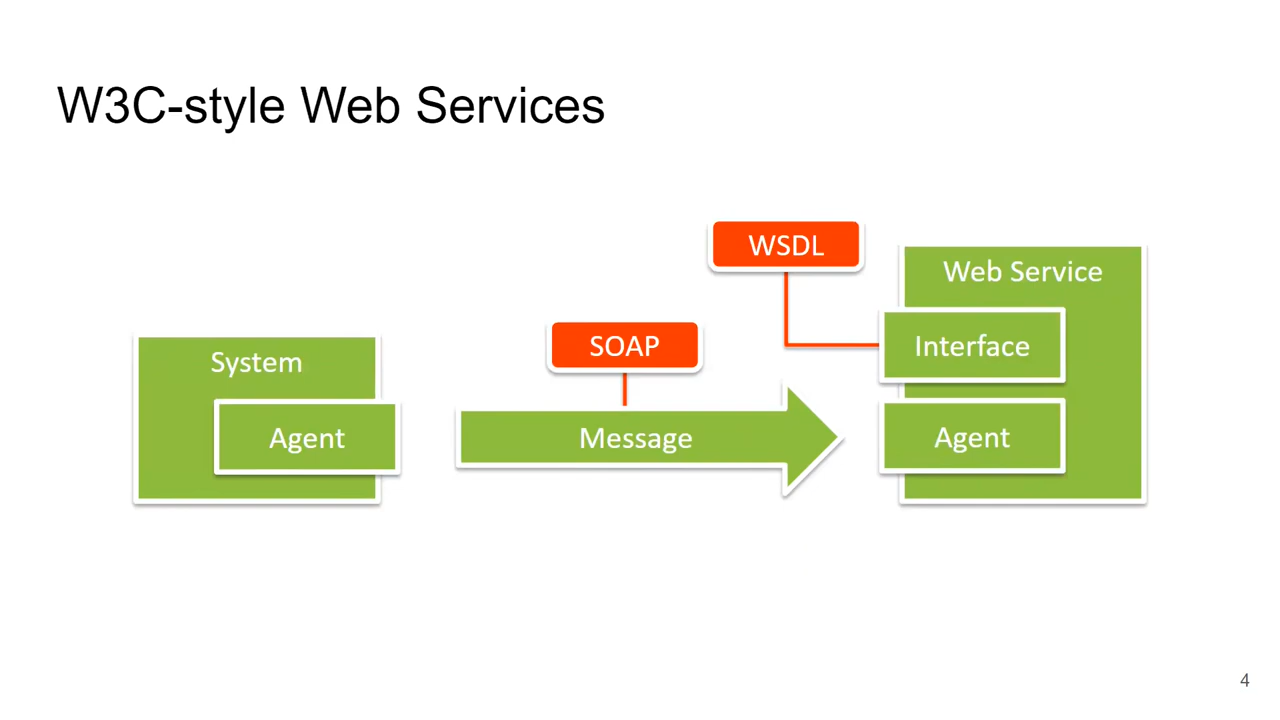 W3C-style Web Services
WSDL
Web Service
SOAP
Interface
System
Agent
Message
Agent
4